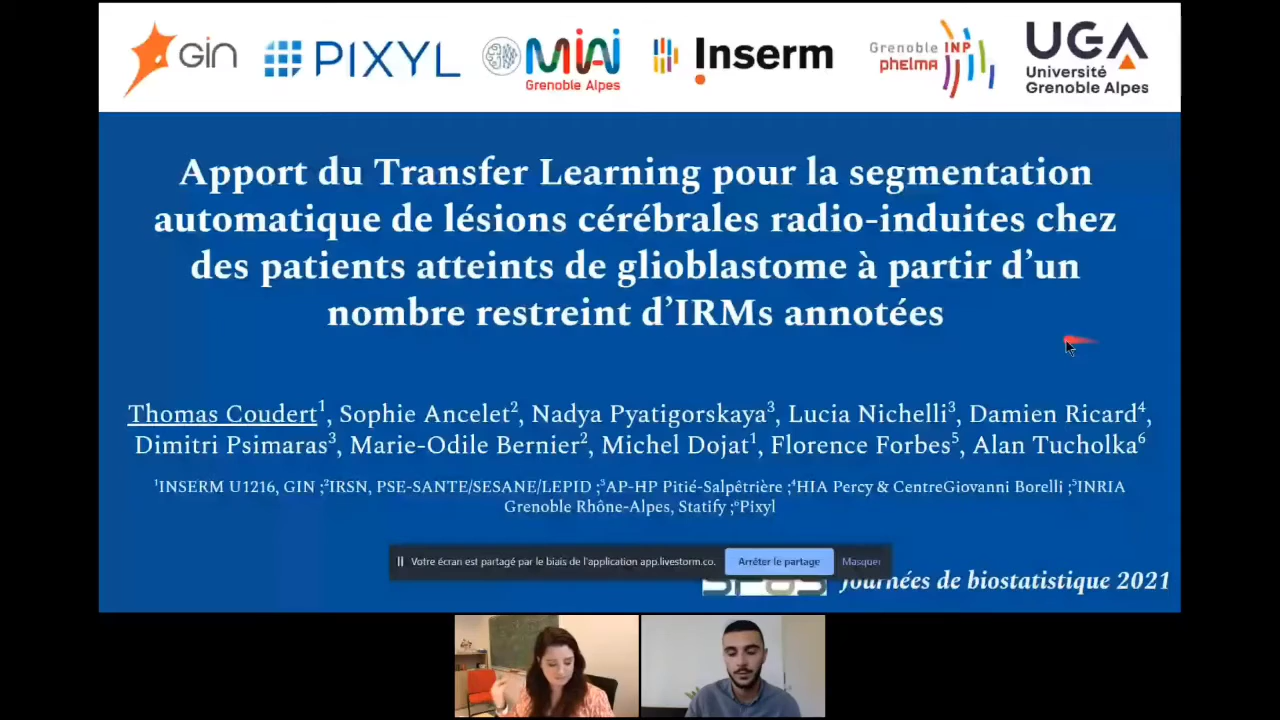 GIN
PIXYL
MIAI
Grenoble Alpes
Inserm
Grenoble INP
phelma
UGA
Université
Grenoble Alpes
Apport du Transfer Learning pour la segmentation
automatique de lésions cérébrales radio-induites chez
des patients atteints de glioblastome à partir d'un
nombre restreint d'IRMs annotées
Thomas Coudert¹, Sophie Ancelet², Nadya Pyatigorskaya³, Lucia Nichelli³, Damien Ricard⁴,
Dimitri Psimaras³, Marie-Odile Bernier², Michel Dojat¹, Florence Forbes⁵, Alan Tucholka⁶
¹INSERM U1216, GIN ;²IRSN, PSE-SANTE/SESANE/LEPID ;³AP-HP Pitié-Salpêtrière ;⁴HIA Percy & CentreGiovanni Borelli ;⁵INRIA
Grenoble Rhône-Alpes, Statify ;⁶Pixyl
Votre écran est partagé par le biais de l'application app.livestorm.co.
Arrêter le partage
Masquer
Journées de biostatistique 2021